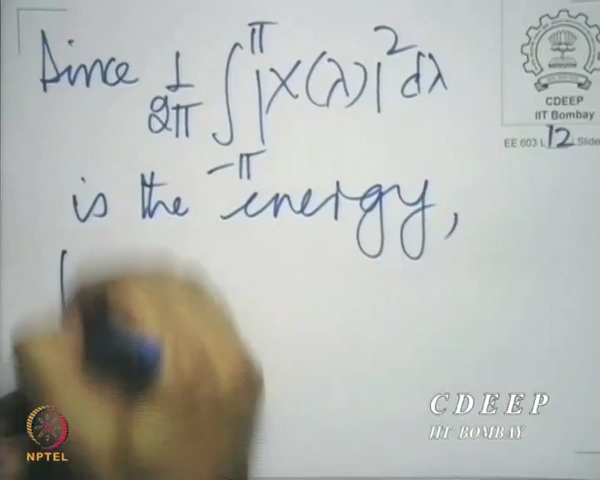 Since 1/2π ∫_{-π}^{π} |X(λ)|² dλ
is the energy,
CDEEP
IIT Bombay
EE 603 L 12 Slide
CDEEP
IIT BOMBAY
NPTEL